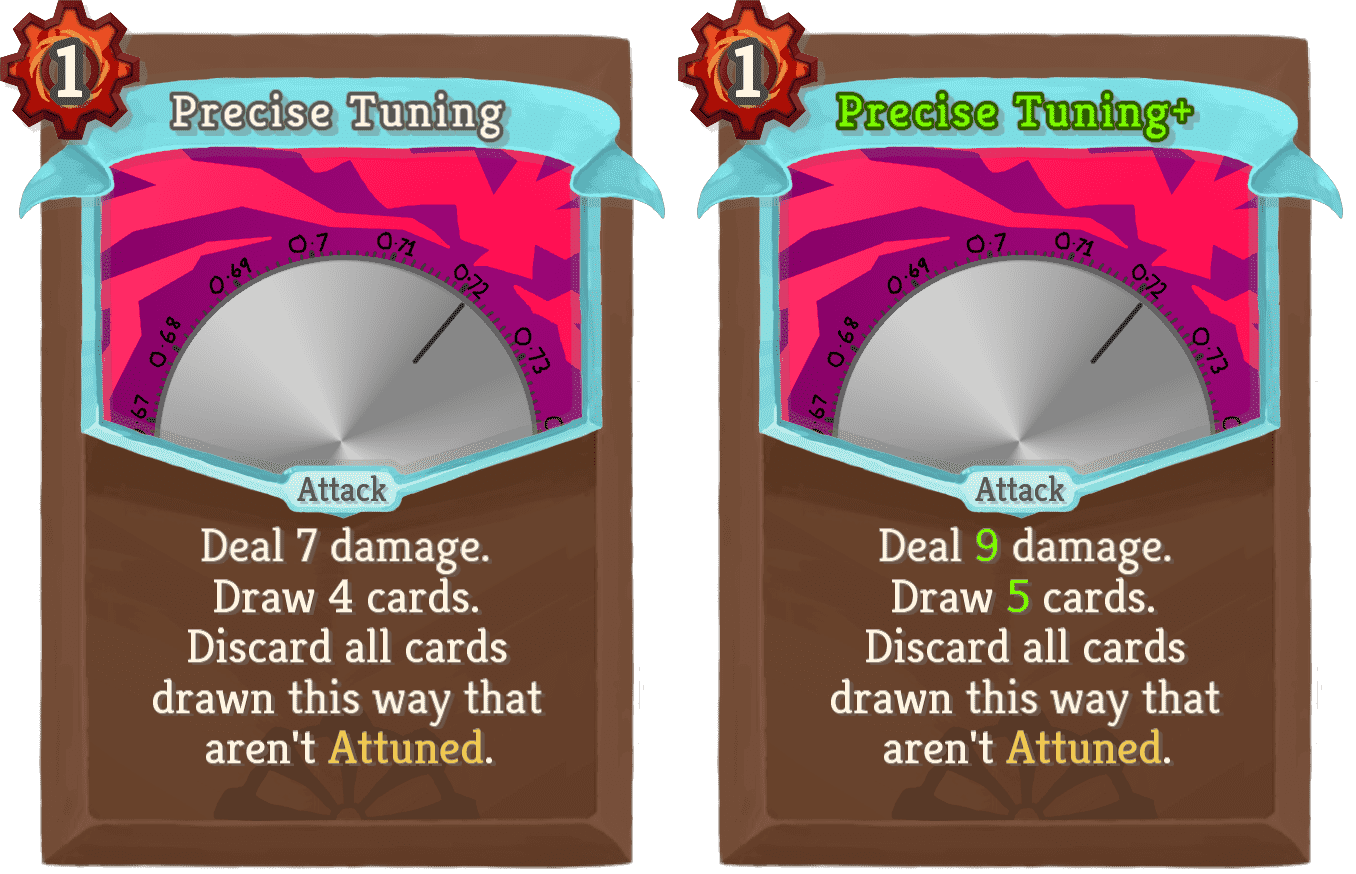 1
Precise Tuning
0.67
0.68
0.69
0.7
0.71
0.72
0.73
Attack
Deal 7 damage.
Draw 4 cards.
Discard all cards
drawn this way that
aren't Attuned.
1
Precise Tuning+
67
0.68
0.69
0.7
0.71
0.72
0.73
Attack
Deal 9 damage.
Draw 5 cards.
Discard all cards
drawn this way that
aren't Attuned.